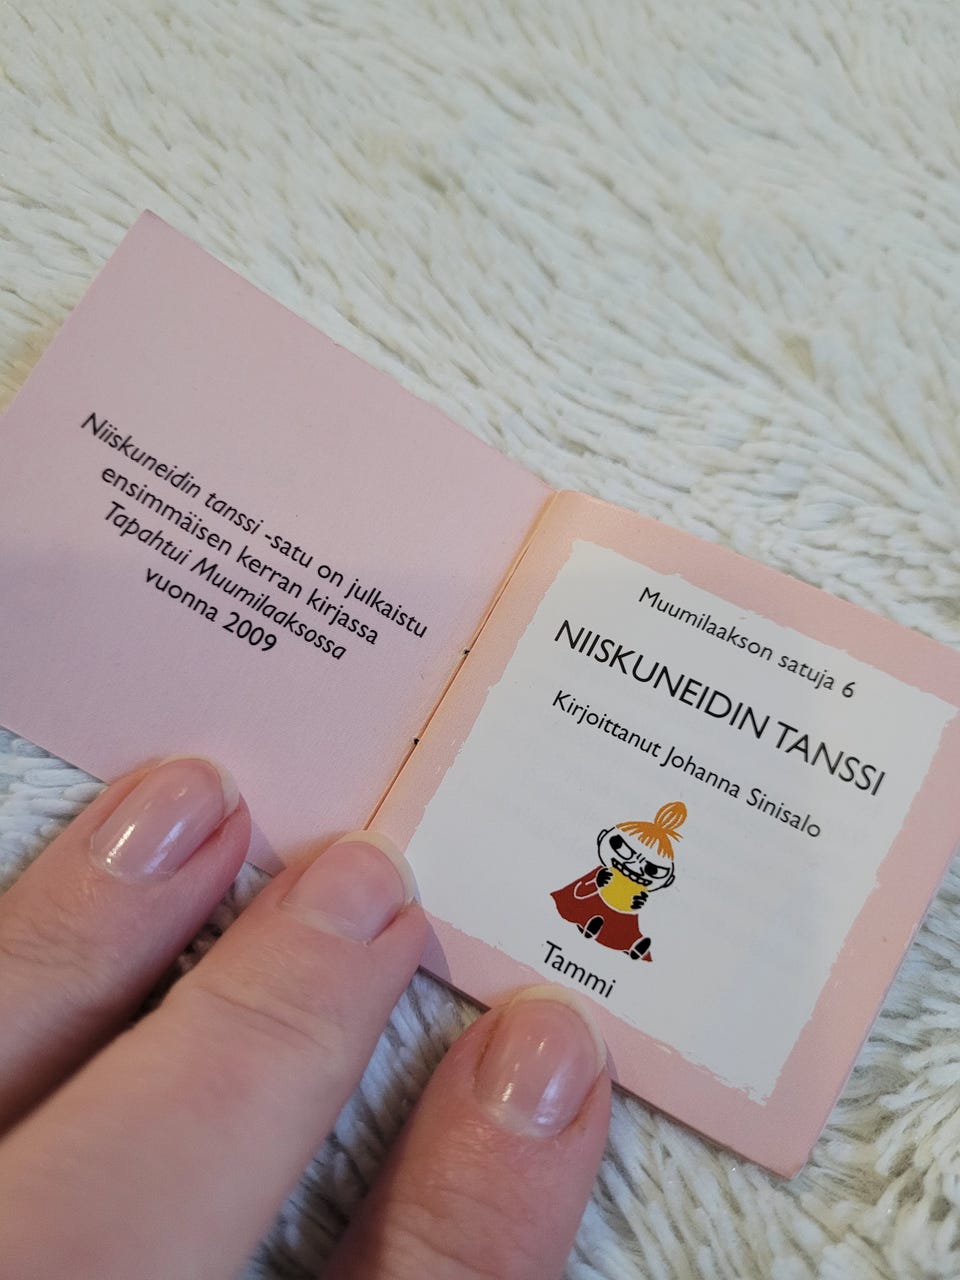 Niiskuneidin tanssi -satu on julkaistu
ensimmäisen kerran kirjassa
Tapahtui Muumilaaksossa
vuonna 2009
Muumilaakson satuja 6
NIISKUNEIDIN TANSSI
Kirjoittanut Johanna Sinisalo
Tammi